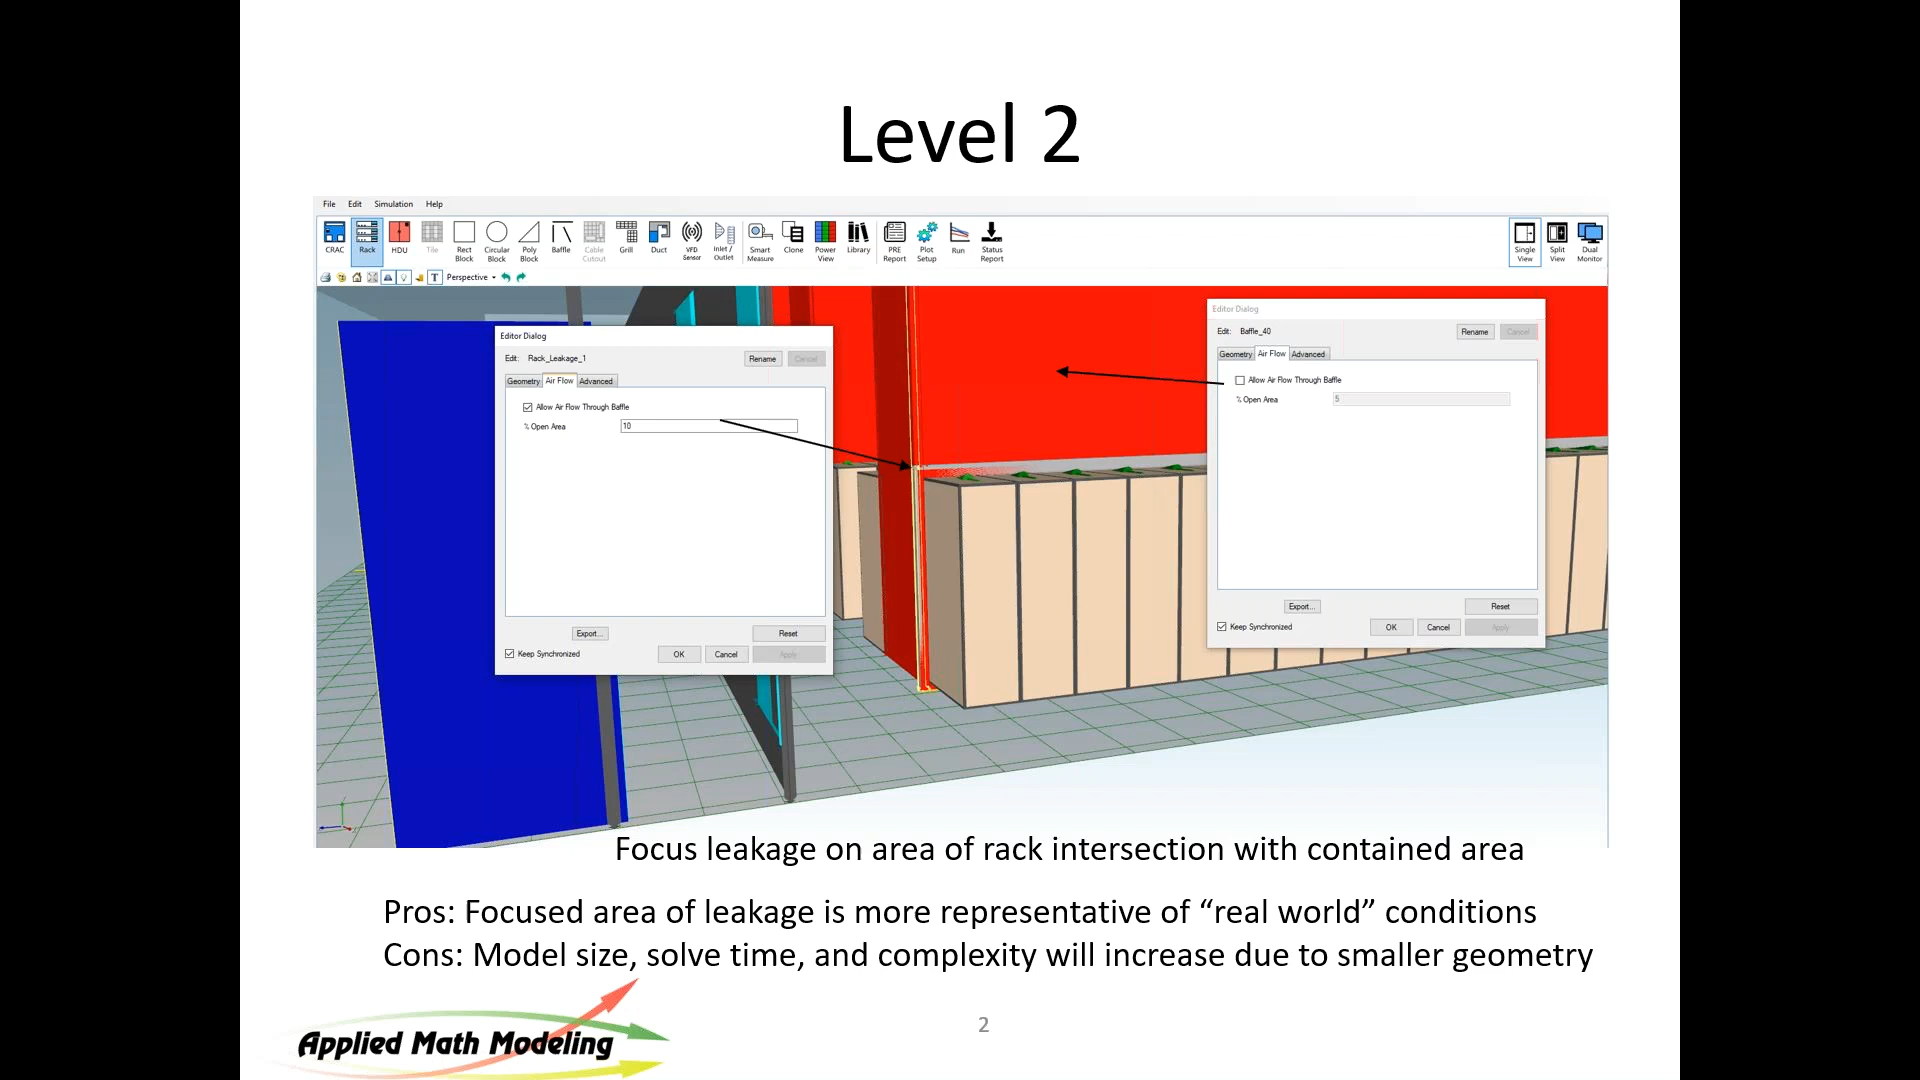 Level 2
File Edit Simulation Help
CRAC Rack HDU Tile Rect Block Circular Block Poly Block Baffle Cable Cutout Grill Duct VFD Sensor Inlet / Outlet Smart Measure Clone Power View Library PRE Report Plot Setup Run Status Report Single View Split View Dual Monitor
T Perspective
Editor Dialog
Edit: Rack_Leakage_1
Rename Cancel
Geometry Air Flow Advanced
Allow Air Flow Through Baffle
% Open Area 10
Export... Reset
Keep Synchronized OK Cancel Apply
Editor Dialog
Edit: Baffle_40
Rename Cancel
Geometry Air Flow Advanced
Allow Air Flow Through Baffle
% Open Area 5
Export... Reset
Keep Synchronized OK Cancel Apply
Focus leakage on area of rack intersection with contained area
Pros: Focused area of leakage is more representative of “real world” conditions
Cons: Model size, solve time, and complexity will increase due to smaller geometry
Applied Math Modeling
2